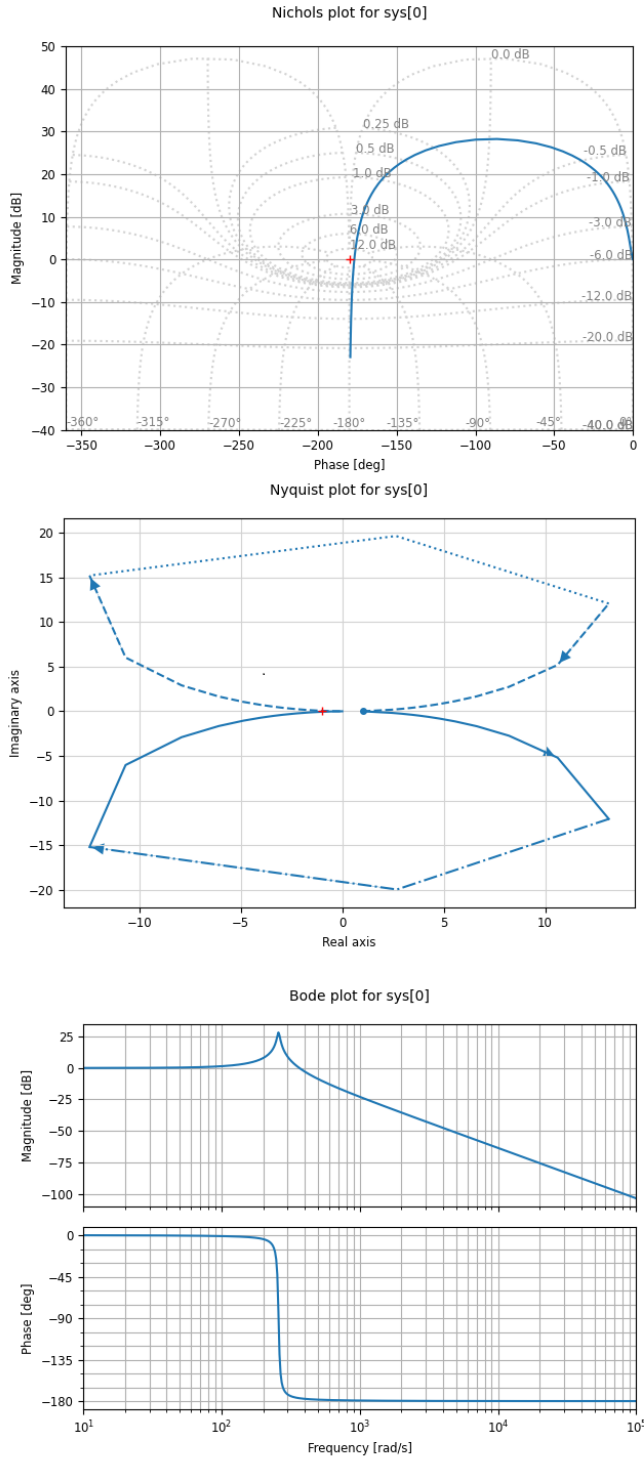 Nichols plot for sys[0]
50
40
30
20
10
0
−10
−20
−30
−40
Magnitude [dB]
0.0 dB
0.25 dB
0.5 dB
1.0 dB
3.0 dB
6.0 dB
12.0 dB
-0.5 dB
-1.0 dB
-3.0 dB
-6.0 dB
-12.0 dB
-20.0 dB
-40.0 dB
-360° -315° -270° -225° -180° -135° -90° -45° 0°
−350 −300 −250 −200 −150 −100 −50 0
Phase [deg]
Nyquist plot for sys[0]
20
15
10
5
0
−5
−10
−15
−20
Imaginary axis
−10 −5 0 5 10
Real axis
Bode plot for sys[0]
25
0
−25
−50
−75
−100
Magnitude [dB]
0
−45
−90
−135
−180
Phase [deg]
10¹ 10² 10³ 10⁴ 10⁵
Frequency [rad/s]